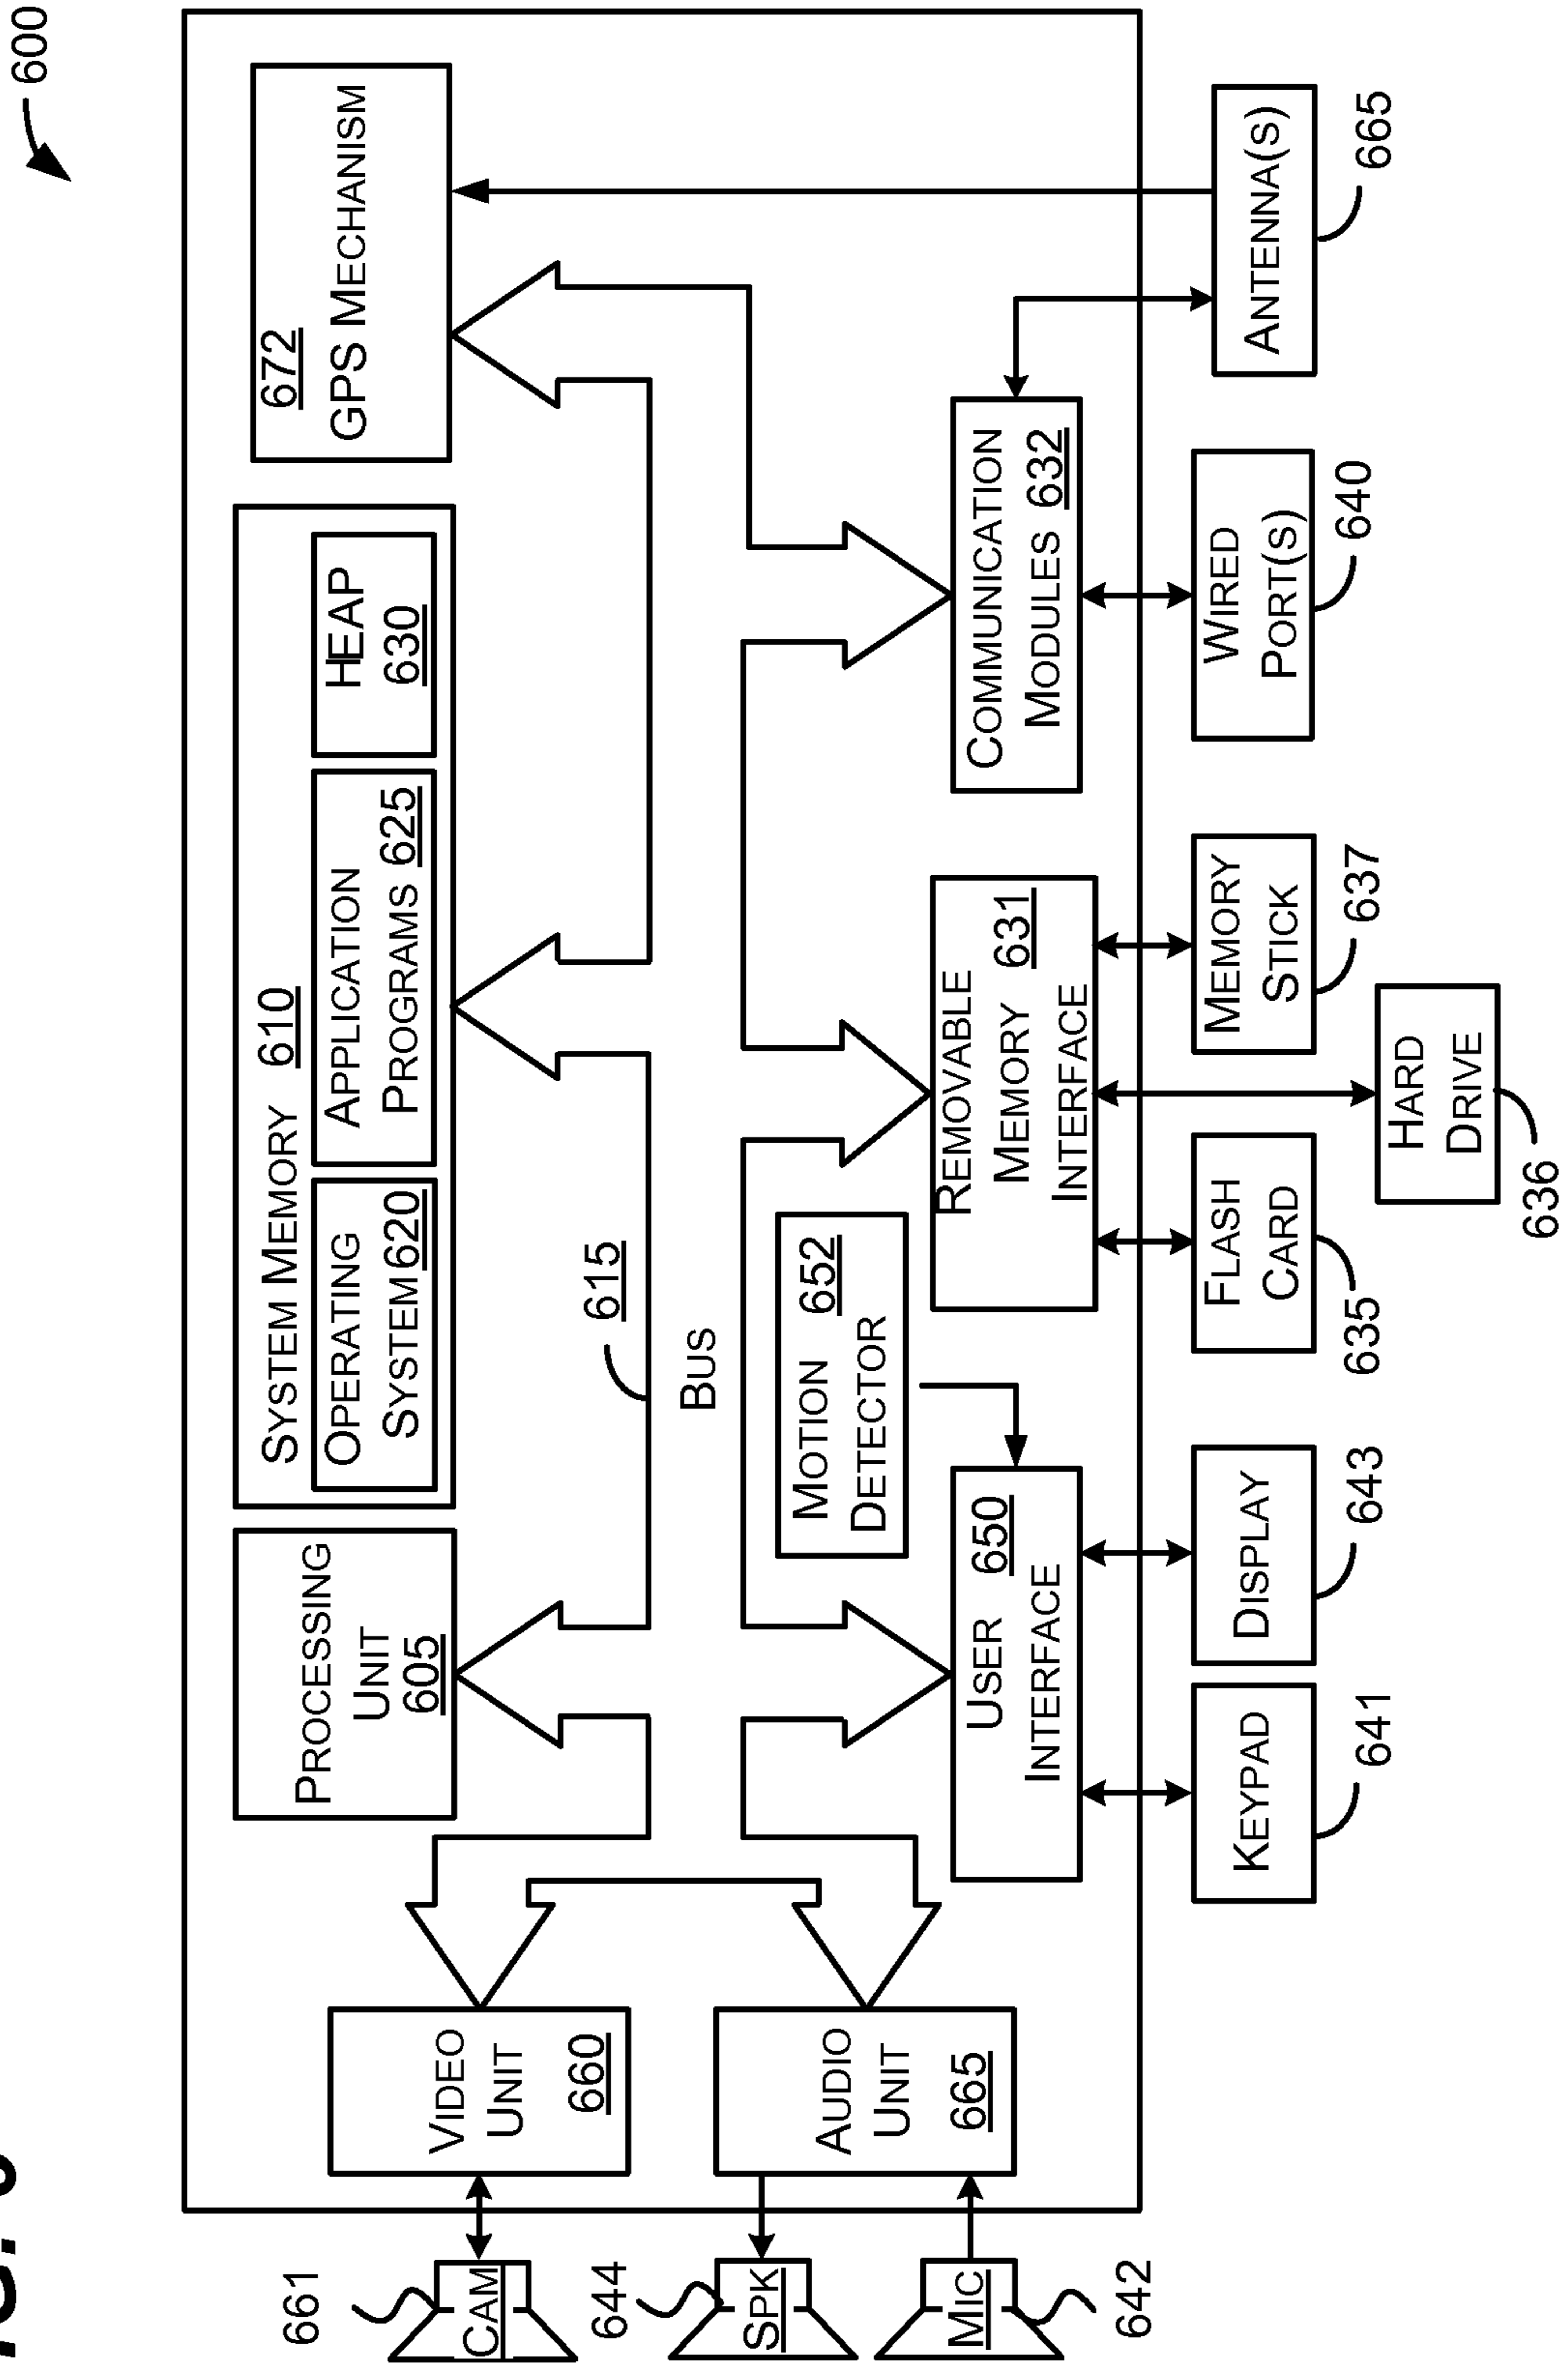 600
672
GPS MECHANISM
SYSTEM MEMORY 610
OPERATING
SYSTEM 620
APPLICATION
PROGRAMS 625
HEAP
630
PROCESSING
UNIT
605
615
BUS
VIDEO
UNIT
660
AUDIO
UNIT
665
661
CAM
644
SPK
MIC
642
MOTION 652
DETECTOR
USER 650
INTERFACE
REMOVABLE
MEMORY 631
INTERFACE
COMMUNICATION
MODULES 632
KEYPAD
641
DISPLAY
643
FLASH
CARD
635
HARD
DRIVE
636
MEMORY
STICK
637
WIRED
PORT(S)
640
ANTENNA(S)
665